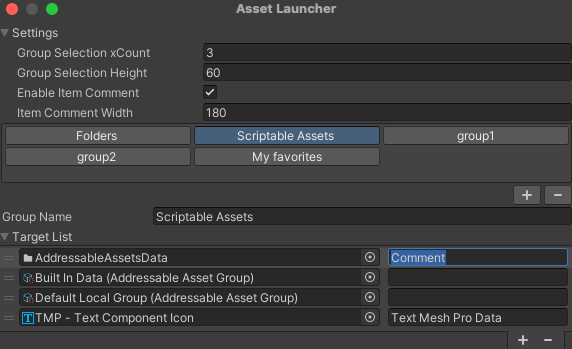 Asset Launcher
Settings
Group Selection xCount 3
Group Selection Height 60
Enable Item Comment
Item Comment Width 180
Folders Scriptable Assets group1
group2 My favorites
Group Name Scriptable Assets
Target List
AddressableAssetsData Comment
Built In Data (Addressable Asset Group)
Default Local Group (Addressable Asset Group)
TMP - Text Component Icon Text Mesh Pro Data